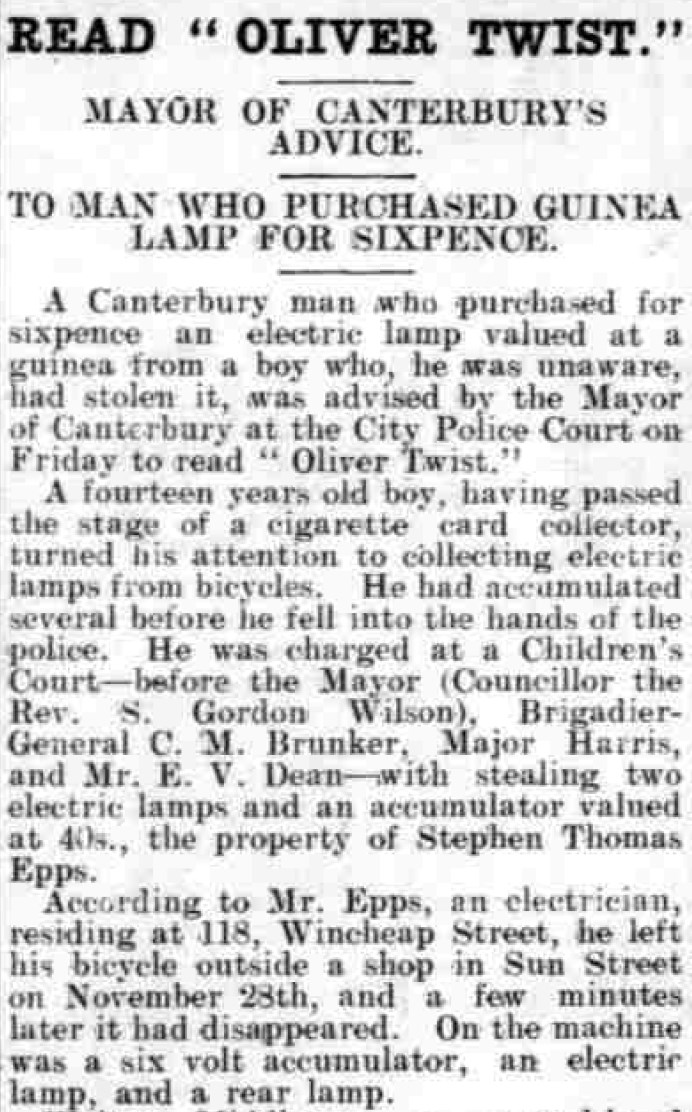 READ “ OLIVER TWIST.”
MAYOR OF CANTERBURY'S
ADVICE.
TO MAN WHO PURCHASED GUINEA
LAMP FOR SIXPENCE.
A Canterbury man who purchased for
sixpence an electric lamp valued at a
guinea from a boy who, he was unaware,
had stolen it, was advised by the Mayor
of Canterbury at the City Police Court on
Friday to read “ Oliver Twist.”
A fourteen years old boy, having passed
the stage of a cigarette card collector,
turned his attention to collecting electric
lamps from bicycles. He had accumulated
several before he fell into the hands of the
police. He was charged at a Children's
Court—before the Mayor (Councillor the
Rev. S. Gordon Wilson), Brigadier-
General C. M. Brunker, Major Harris,
and Mr. E. V. Dean—with stealing two
electric lamps and an accumulator valued
at 40s., the property of Stephen Thomas
Epps.
According to Mr. Epps, an electrician,
residing at 118, Wincheap Street, he left
his bicycle outside a shop in Sun Street
on November 28th, and a few minutes
later it had disappeared. On the machine
was a six volt accumulator, an electric
lamp, and a rear lamp.